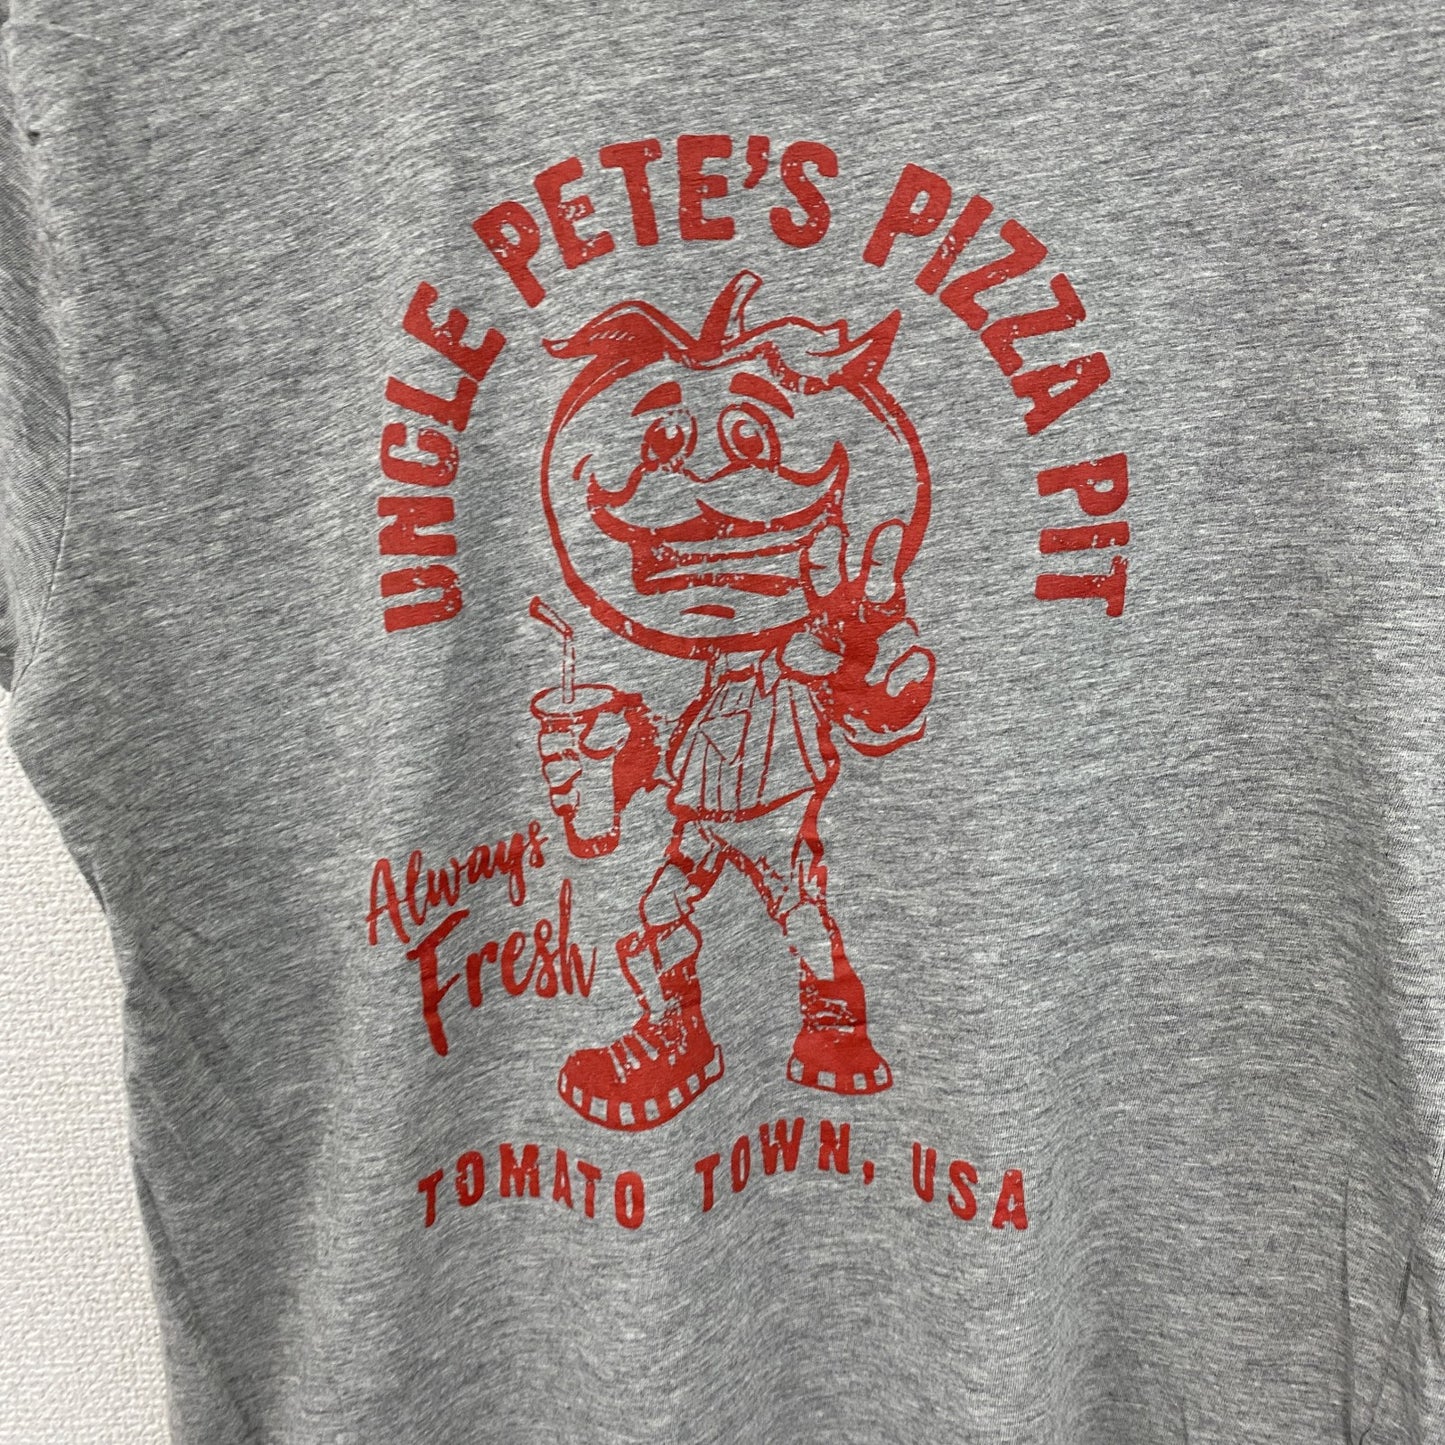 UNCLE PETE'S PIZZA PIT
Always
Fresh
TOMATO TOWN, USA